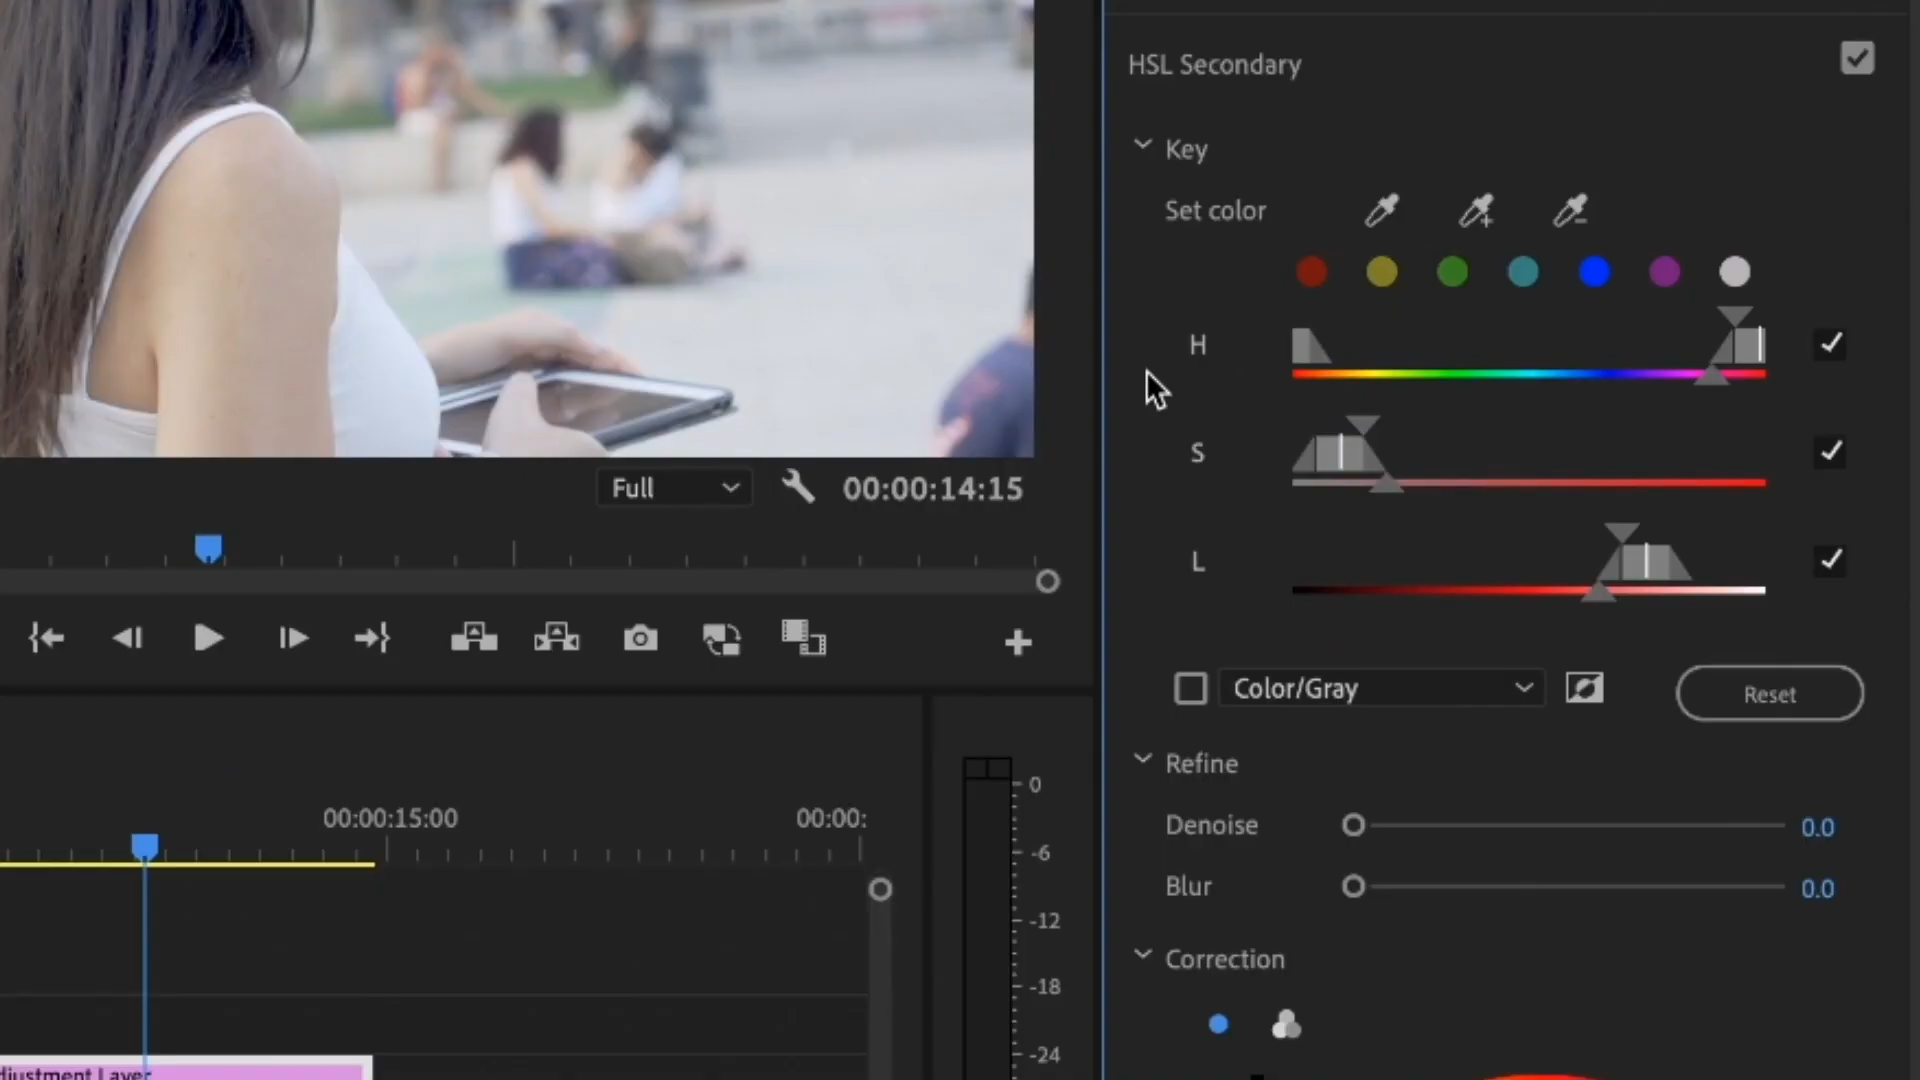 HSL Secondary
Key
Set color
H
S
Full
00:00:14:15
L
Color/Gray
Reset
Refine
Denoise
0.0
Blur
0.0
Correction
00:00:15:00
00:00:
0
-6
-12
-18
-24
djustment Layer